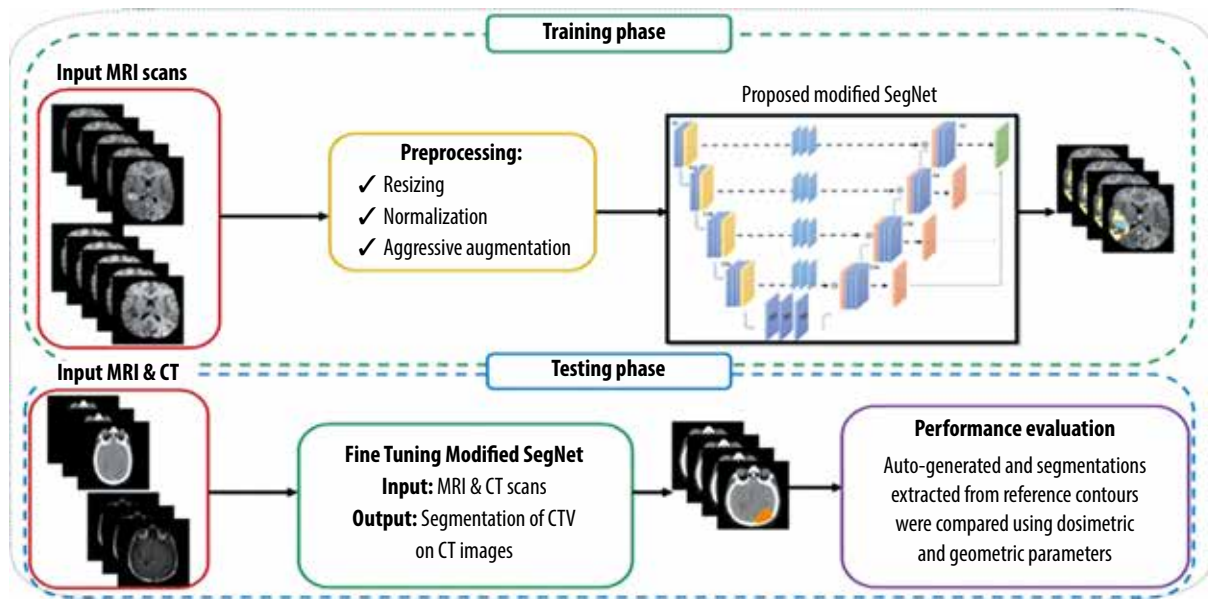 Training phase
Input MRI scans
Preprocessing:
✓ Resizing
✓ Normalization
✓ Aggressive augmentation
Proposed modified SegNet
Testing phase
Input MRI & CT
Fine Tuning Modified SegNet
Input: MRI & CT scans
Output: Segmentation of CTV
on CT images
Performance evaluation
Auto-generated and segmentations
extracted from reference contours
were compared using dosimetric
and geometric parameters